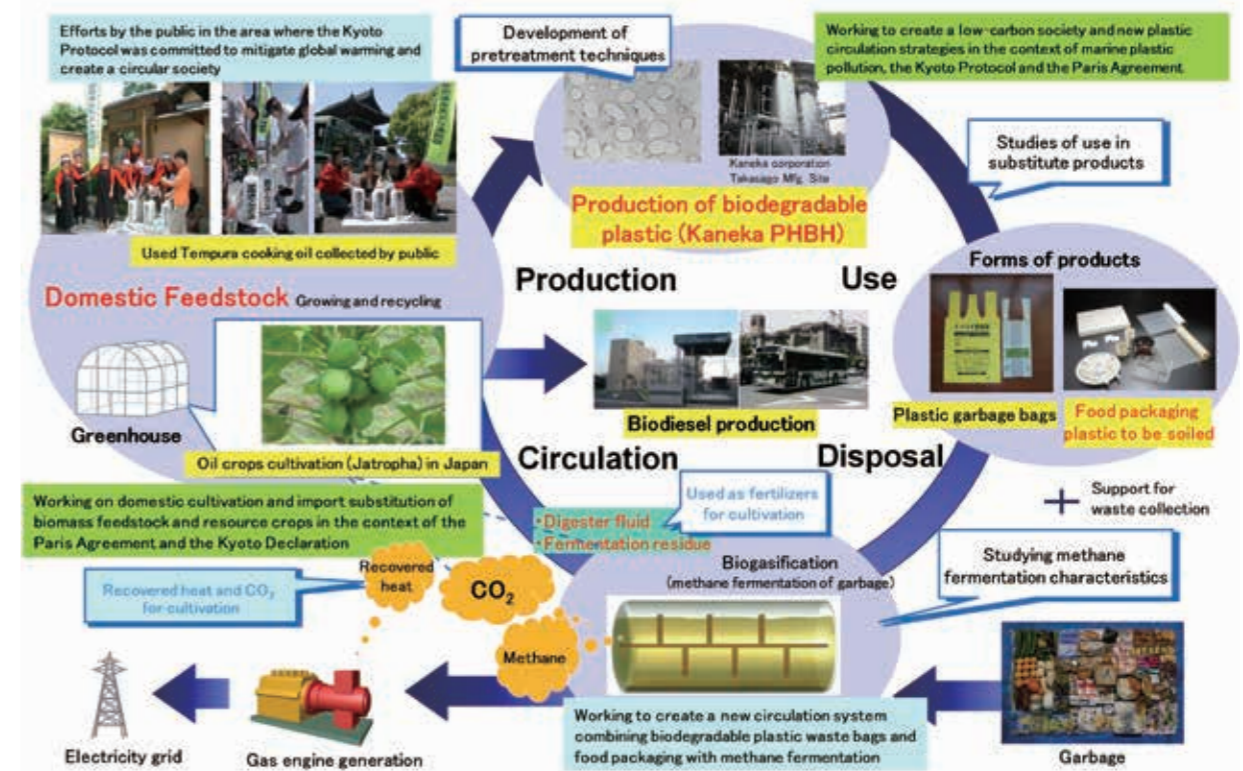 Efforts by the public in the area where the Kyoto
Protocol was committed to mitigate global warming and
create a circular society
Development of
pretreatment techniques
Working to create a low-carbon society and new plastic
circulation strategies in the context of marine plastic
pollution, the Kyoto Protocol and the Paris Agreement
Kaneka corporation
Takasago Mfg. Site
Studies of use in
substitute products
Used Tempura cooking oil collected by public
Production of biodegradable
plastic (Kaneka PHBH)
Domestic Feedstock Growing and recycling
Production
Use
Forms of products
Greenhouse
Biodiesel production
Plastic garbage bags
Food packaging
plastic to be soiled
Oil crops cultivation (Jatropha) in Japan
Circulation
Disposal
Working on domestic cultivation and import substitution of
biomass feedstock and resource crops in the context of the
Paris Agreement and the Kyoto Declaration
Used as fertilizers
for cultivation
・Digester fluid
・Fermentation residue
+ Support for
waste collection
Recovered
heat
CO₂
Biogasification
(methane fermentation of garbage)
Studying methane
fermentation characteristics
Recovered heat and CO₂
for cultivation
Methane
Working to create a new circulation system
combining biodegradable plastic waste bags and
food packaging with methane fermentation
Electricity grid
Gas engine generation
Garbage